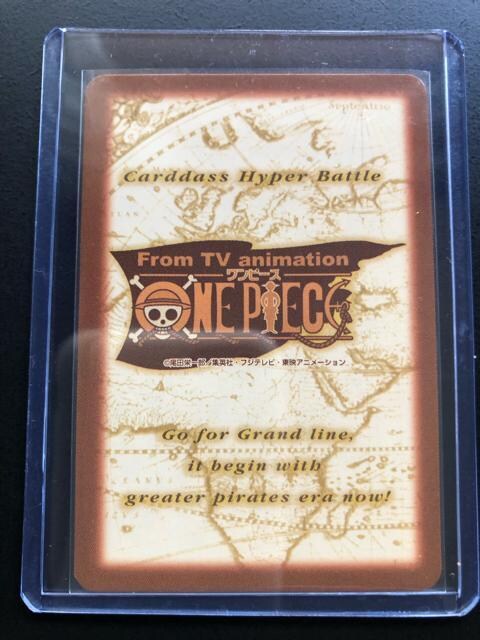 Septentrio
Carddass Hyper Battle
From TV animation
ワンピース
ONE PIECE
©尾田栄一郎／集英社・フジテレビ・東映アニメーション
Go for Grand line,
it begin with
greater pirates era now!